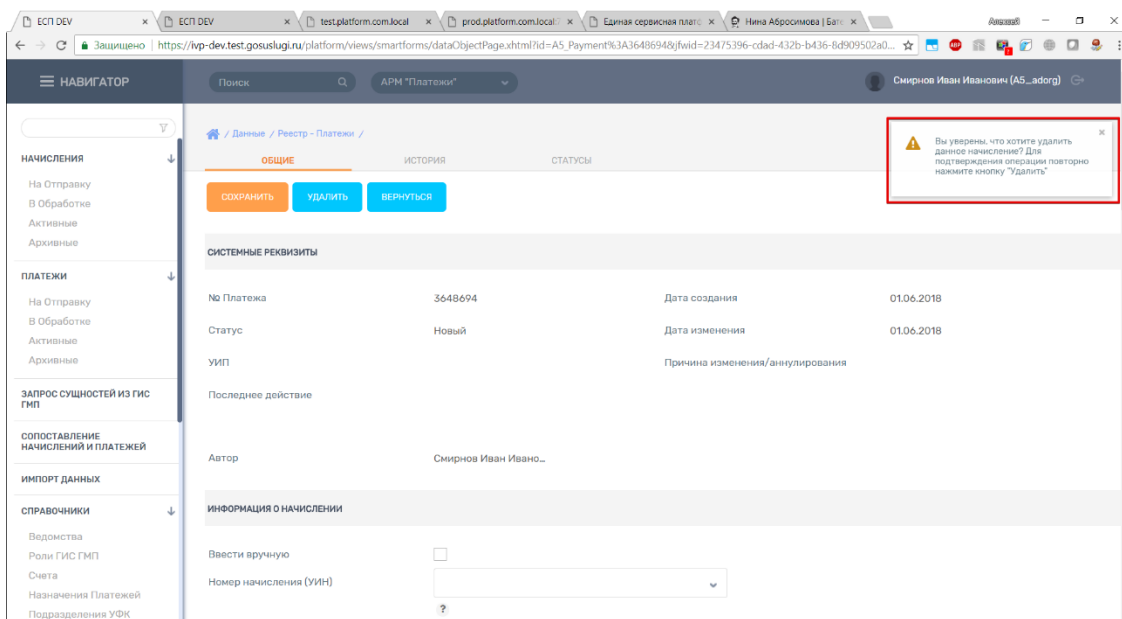 ЕСП DEV
ЕСП DEV
test.platform.com.local
prod.platform.com.local:
Единая сервисная плат
Нина Абросимова | Бат
Алексей
Защищено https://ivp-dev.test.gosuslugi.ru/platform/views/smartforms/dataObjectPage.xhtml?id=A5_Payment%3A3648694&jfwid=23475396-cdad-432b-b436-8d909502a0...
НАВИГАТОР
Поиск
АРМ "Платежи"
Смирнов Иван Иванович (A5_adorg)
/ Данные / Реестр - Платежи /
Вы уверены, что хотите удалить
данное начисление? Для
подтверждения операции повторно
нажмите кнопку "Удалить"
ОБЩИЕ
ИСТОРИЯ
СТАТУСЫ
СОХРАНИТЬ
УДАЛИТЬ
ВЕРНУТЬСЯ
НАЧИСЛЕНИЯ
На Отправку
В Обработке
Активные
Архивные
ПЛАТЕЖИ
На Отправку
В Обработке
Активные
Архивные
ЗАПРОС СУЩНОСТЕЙ ИЗ ГИС
ГМП
СОПОСТАВЛЕНИЕ
НАЧИСЛЕНИЙ И ПЛАТЕЖЕЙ
ИМПОРТ ДАННЫХ
СПРАВОЧНИКИ
Ведомства
Роли ГИС ГМП
Счета
Назначения Платежей
Подразделения УФК
СИСТЕМНЫЕ РЕКВИЗИТЫ
№ Платежа 3648694 Дата создания 01.06.2018
Статус Новый Дата изменения 01.06.2018
УИП Причина изменения/аннулирования
Последнее действие
Автор Смирнов Иван Ивано...
ИНФОРМАЦИЯ О НАЧИСЛЕНИИ
Ввести вручную
Номер начисления (УИН)
?